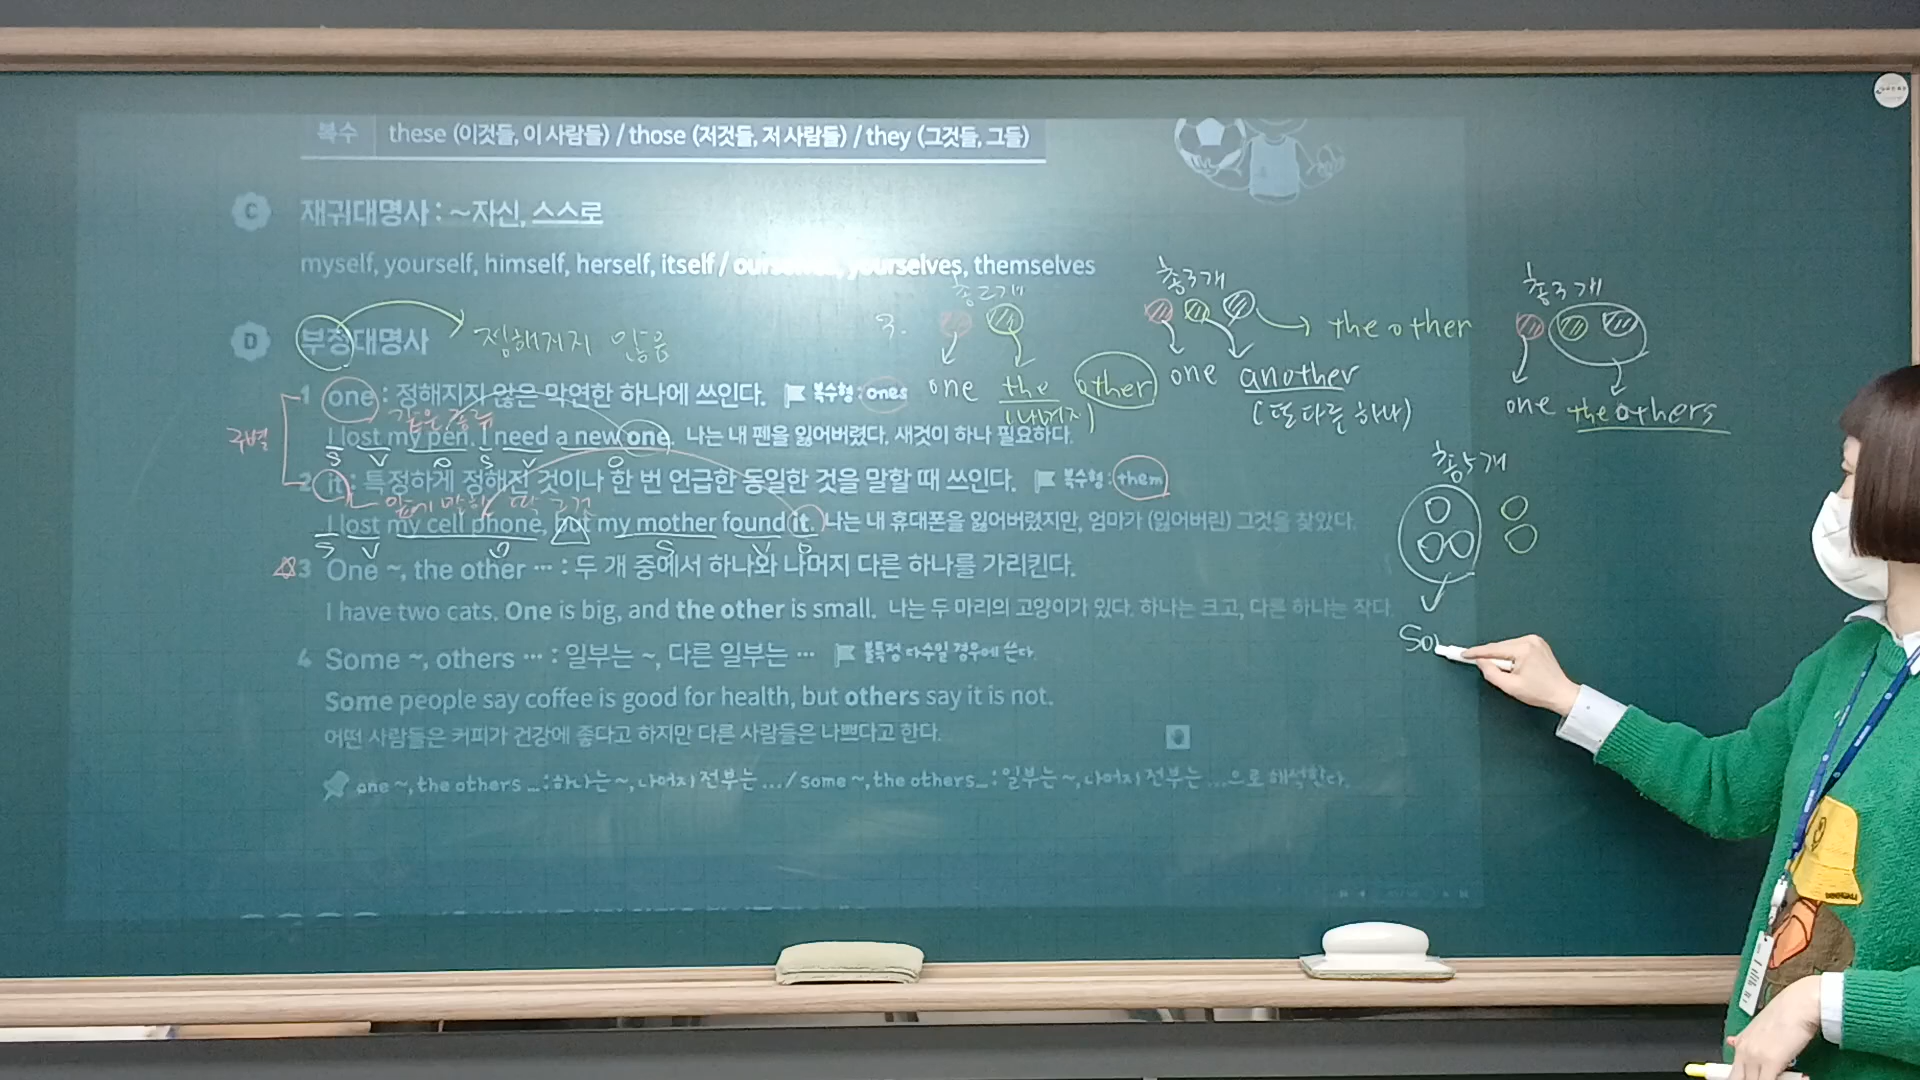 복수 these (이것들, 이 사람들) / those (저것들, 저 사람들) / they (그것들, 그들)
C 재귀대명사 : ~자신, 스스로
myself, yourself, himself, herself, itself / ourselves, yourselves, themselves
D 부정대명사 정해지지 않음
1 one : 정해지지 않은 막연한 하나에 쓰인다. 복수형 : ones
같은 종류
I lost my pen. I need a new one. 나는 내 펜을 잃어버렸다. 새것이 하나 필요하다.
S V O S V O
구별
2 it : 특정하게 정해진 것이나 한 번 언급한 동일한 것을 말할 때 쓰인다. 복수형 : them
앞에 말한 딱 그것
I lost my cell phone, but my mother found it. 나는 내 휴대폰을 잃어버렸지만, 엄마가 (잃어버린) 그것을 찾았다.
S V O S V O
3 One ~, the other … : 두 개 중에서 하나와 나머지 다른 하나를 가리킨다.
I have two cats. One is big, and the other is small. 나는 두 마리의 고양이가 있다. 하나는 크고, 다른 하나는 작다.
4 Some ~, others … : 일부는 ~, 다른 일부는 … 불특정 다수일 경우에 쓴다.
Some people say coffee is good for health, but others say it is not.
어떤 사람들은 커피가 건강에 좋다고 하지만 다른 사람들은 나쁘다고 한다.
one ~, the others … : 하나는 ~, 나머지 전부는 … / some ~, the others … : 일부는 ~, 나머지 전부는 …으로 해석한다.
3. 총 2개
one the other
(나머지)
총 3개
the other
one another
(또 다른 하나)
총 3개
one the others
총 5개
So